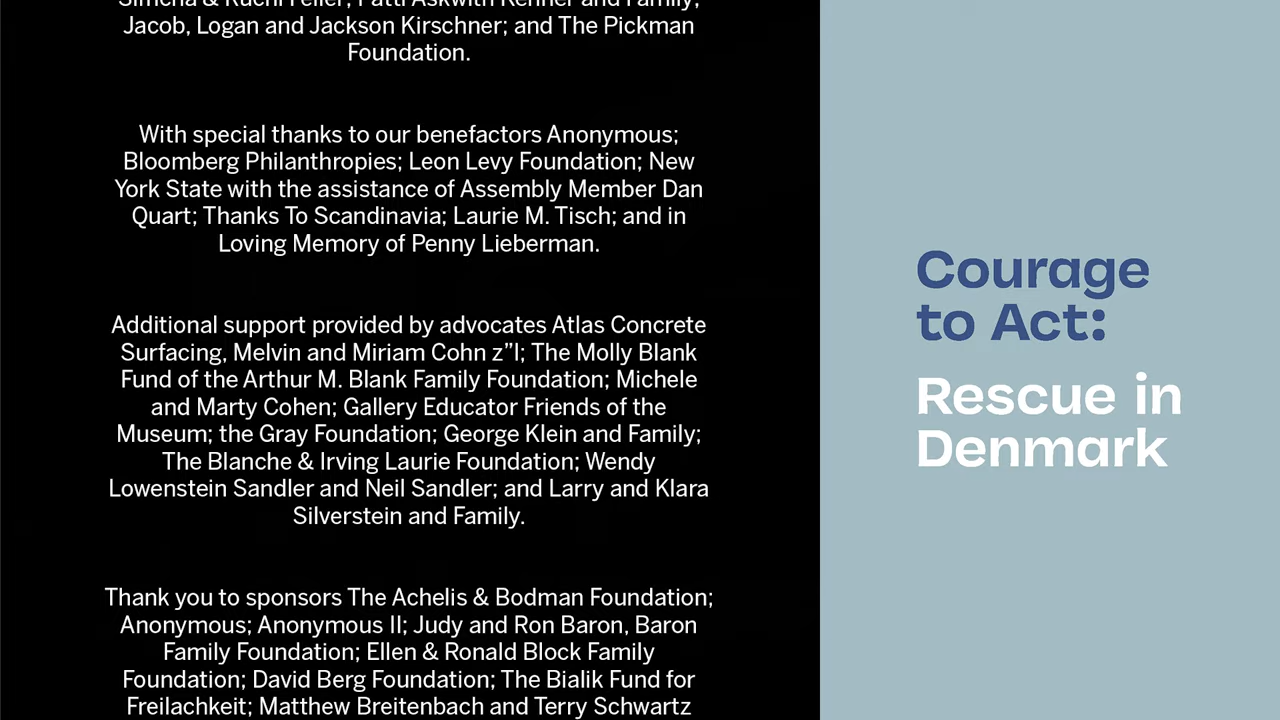 Simcha & Ruchi Feller; Patti Askwith Kenner and Family;
Jacob, Logan and Jackson Kirschner; and The Pickman
Foundation.
With special thanks to our benefactors Anonymous;
Bloomberg Philanthropies; Leon Levy Foundation; New
York State with the assistance of Assembly Member Dan
Quart; Thanks To Scandinavia; Laurie M. Tisch; and in
Loving Memory of Penny Lieberman.
Additional support provided by advocates Atlas Concrete
Surfacing, Melvin and Miriam Cohn z”l; The Molly Blank
Fund of the Arthur M. Blank Family Foundation; Michele
and Marty Cohen; Gallery Educator Friends of the
Museum; the Gray Foundation; George Klein and Family;
The Blanche & Irving Laurie Foundation; Wendy
Lowenstein Sandler and Neil Sandler; and Larry and Klara
Silverstein and Family.
Thank you to sponsors The Achelis & Bodman Foundation;
Anonymous; Anonymous II; Judy and Ron Baron, Baron
Family Foundation; Ellen & Ronald Block Family
Foundation; David Berg Foundation; The Bialik Fund for
Freilachkeit; Matthew Breitenbach and Terry Schwartz
Courage
to Act:
Rescue in
Denmark